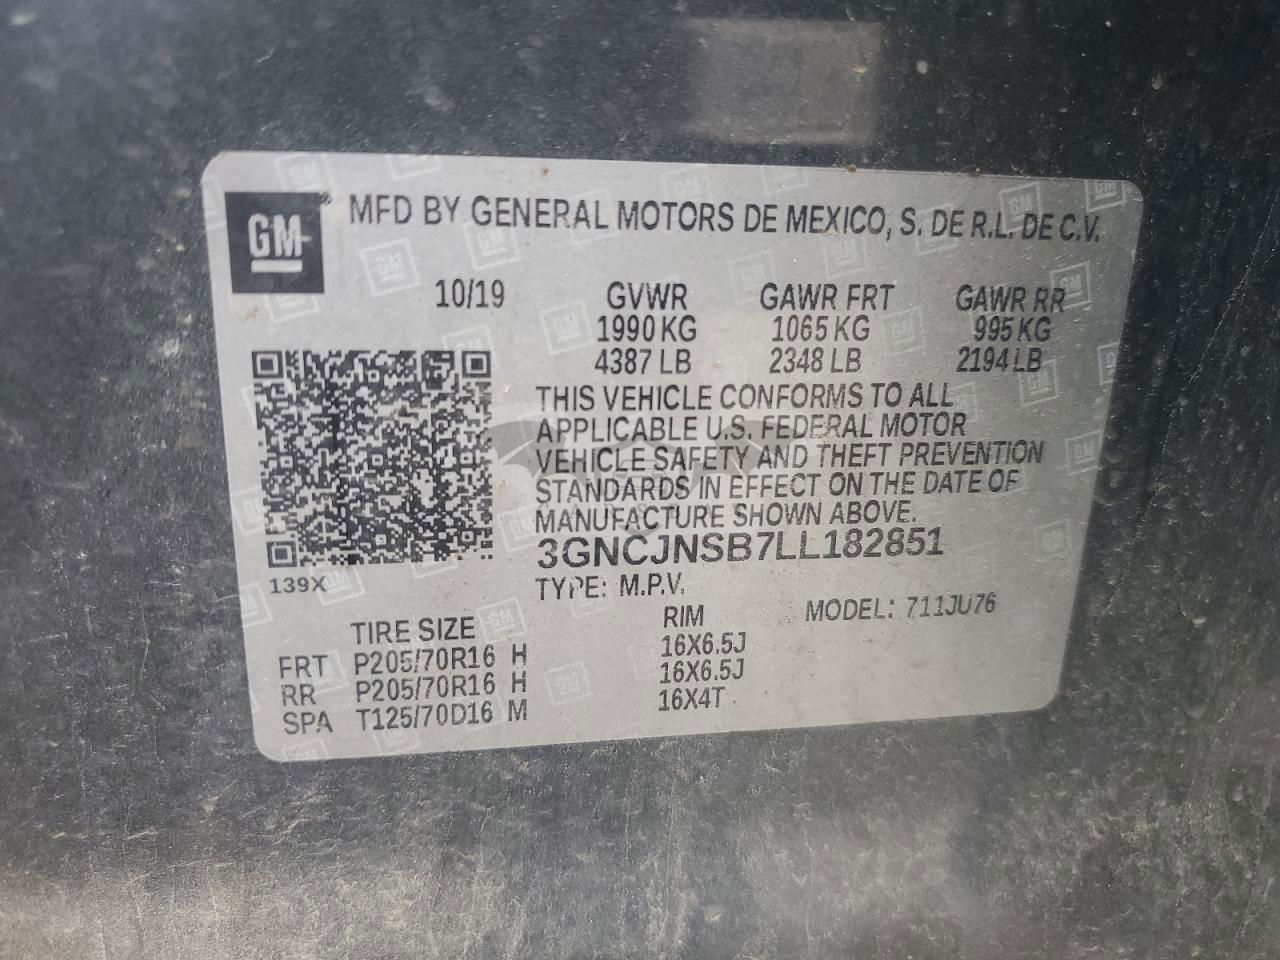 GM
MFD BY GENERAL MOTORS DE MEXICO, S. DE R.L. DE C.V.
10/19 GVWR GAWR FRT GAWR RR
1990 KG 1065 KG 995 KG
4387 LB 2348 LB 2194 LB
THIS VEHICLE CONFORMS TO ALL
APPLICABLE U.S. FEDERAL MOTOR
VEHICLE SAFETY AND THEFT PREVENTION
STANDARDS IN EFFECT ON THE DATE OF
MANUFACTURE SHOWN ABOVE.
3GNCJNSB7LL182851
139X
TYPE: M.P.V.
MODEL: 711JU76
TIRE SIZE RIM
FRT P205/70R16 H 16X6.5J
RR P205/70R16 H 16X6.5J
SPA T125/70D16 M 16X4T